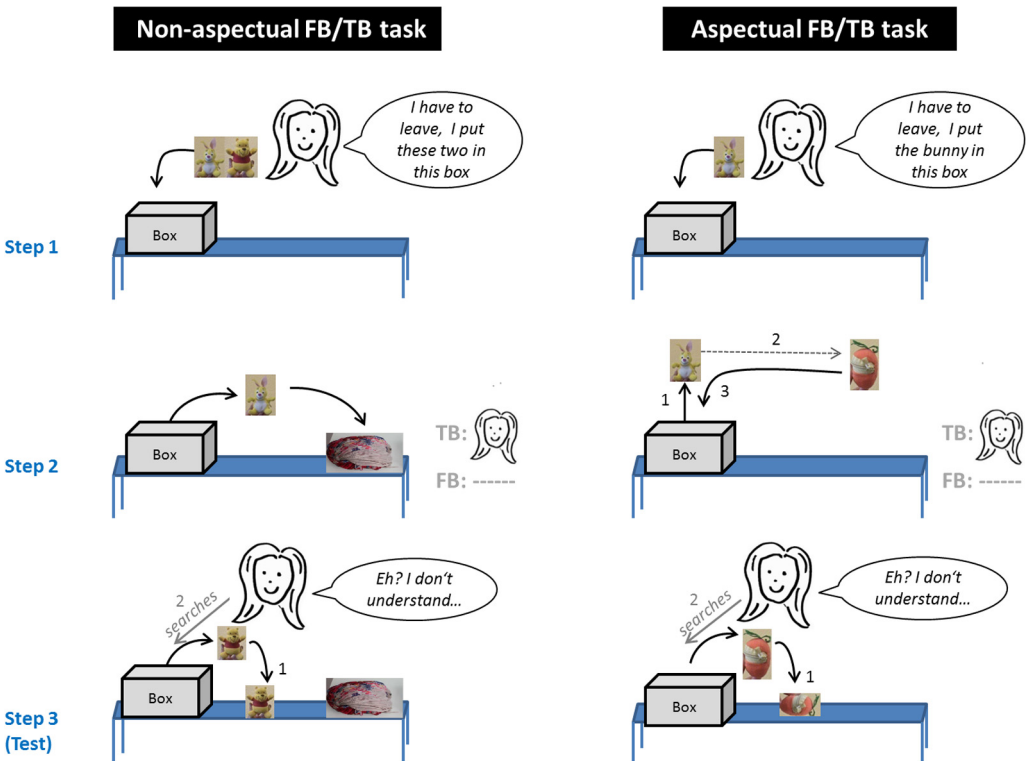 Non-aspectual FB/TB task
Aspectual FB/TB task
Step 1
I have to
leave, I put
these two in
this box
Box
I have to
leave, I put
the bunny in
this box
Box
Step 2
Box
TB:
FB: ------
1
2
3
Box
TB:
FB: ------
Step 3
(Test)
Eh? I don't
understand...
2
searches
1
Box
Eh? I don't
understand...
2
searches
1
Box